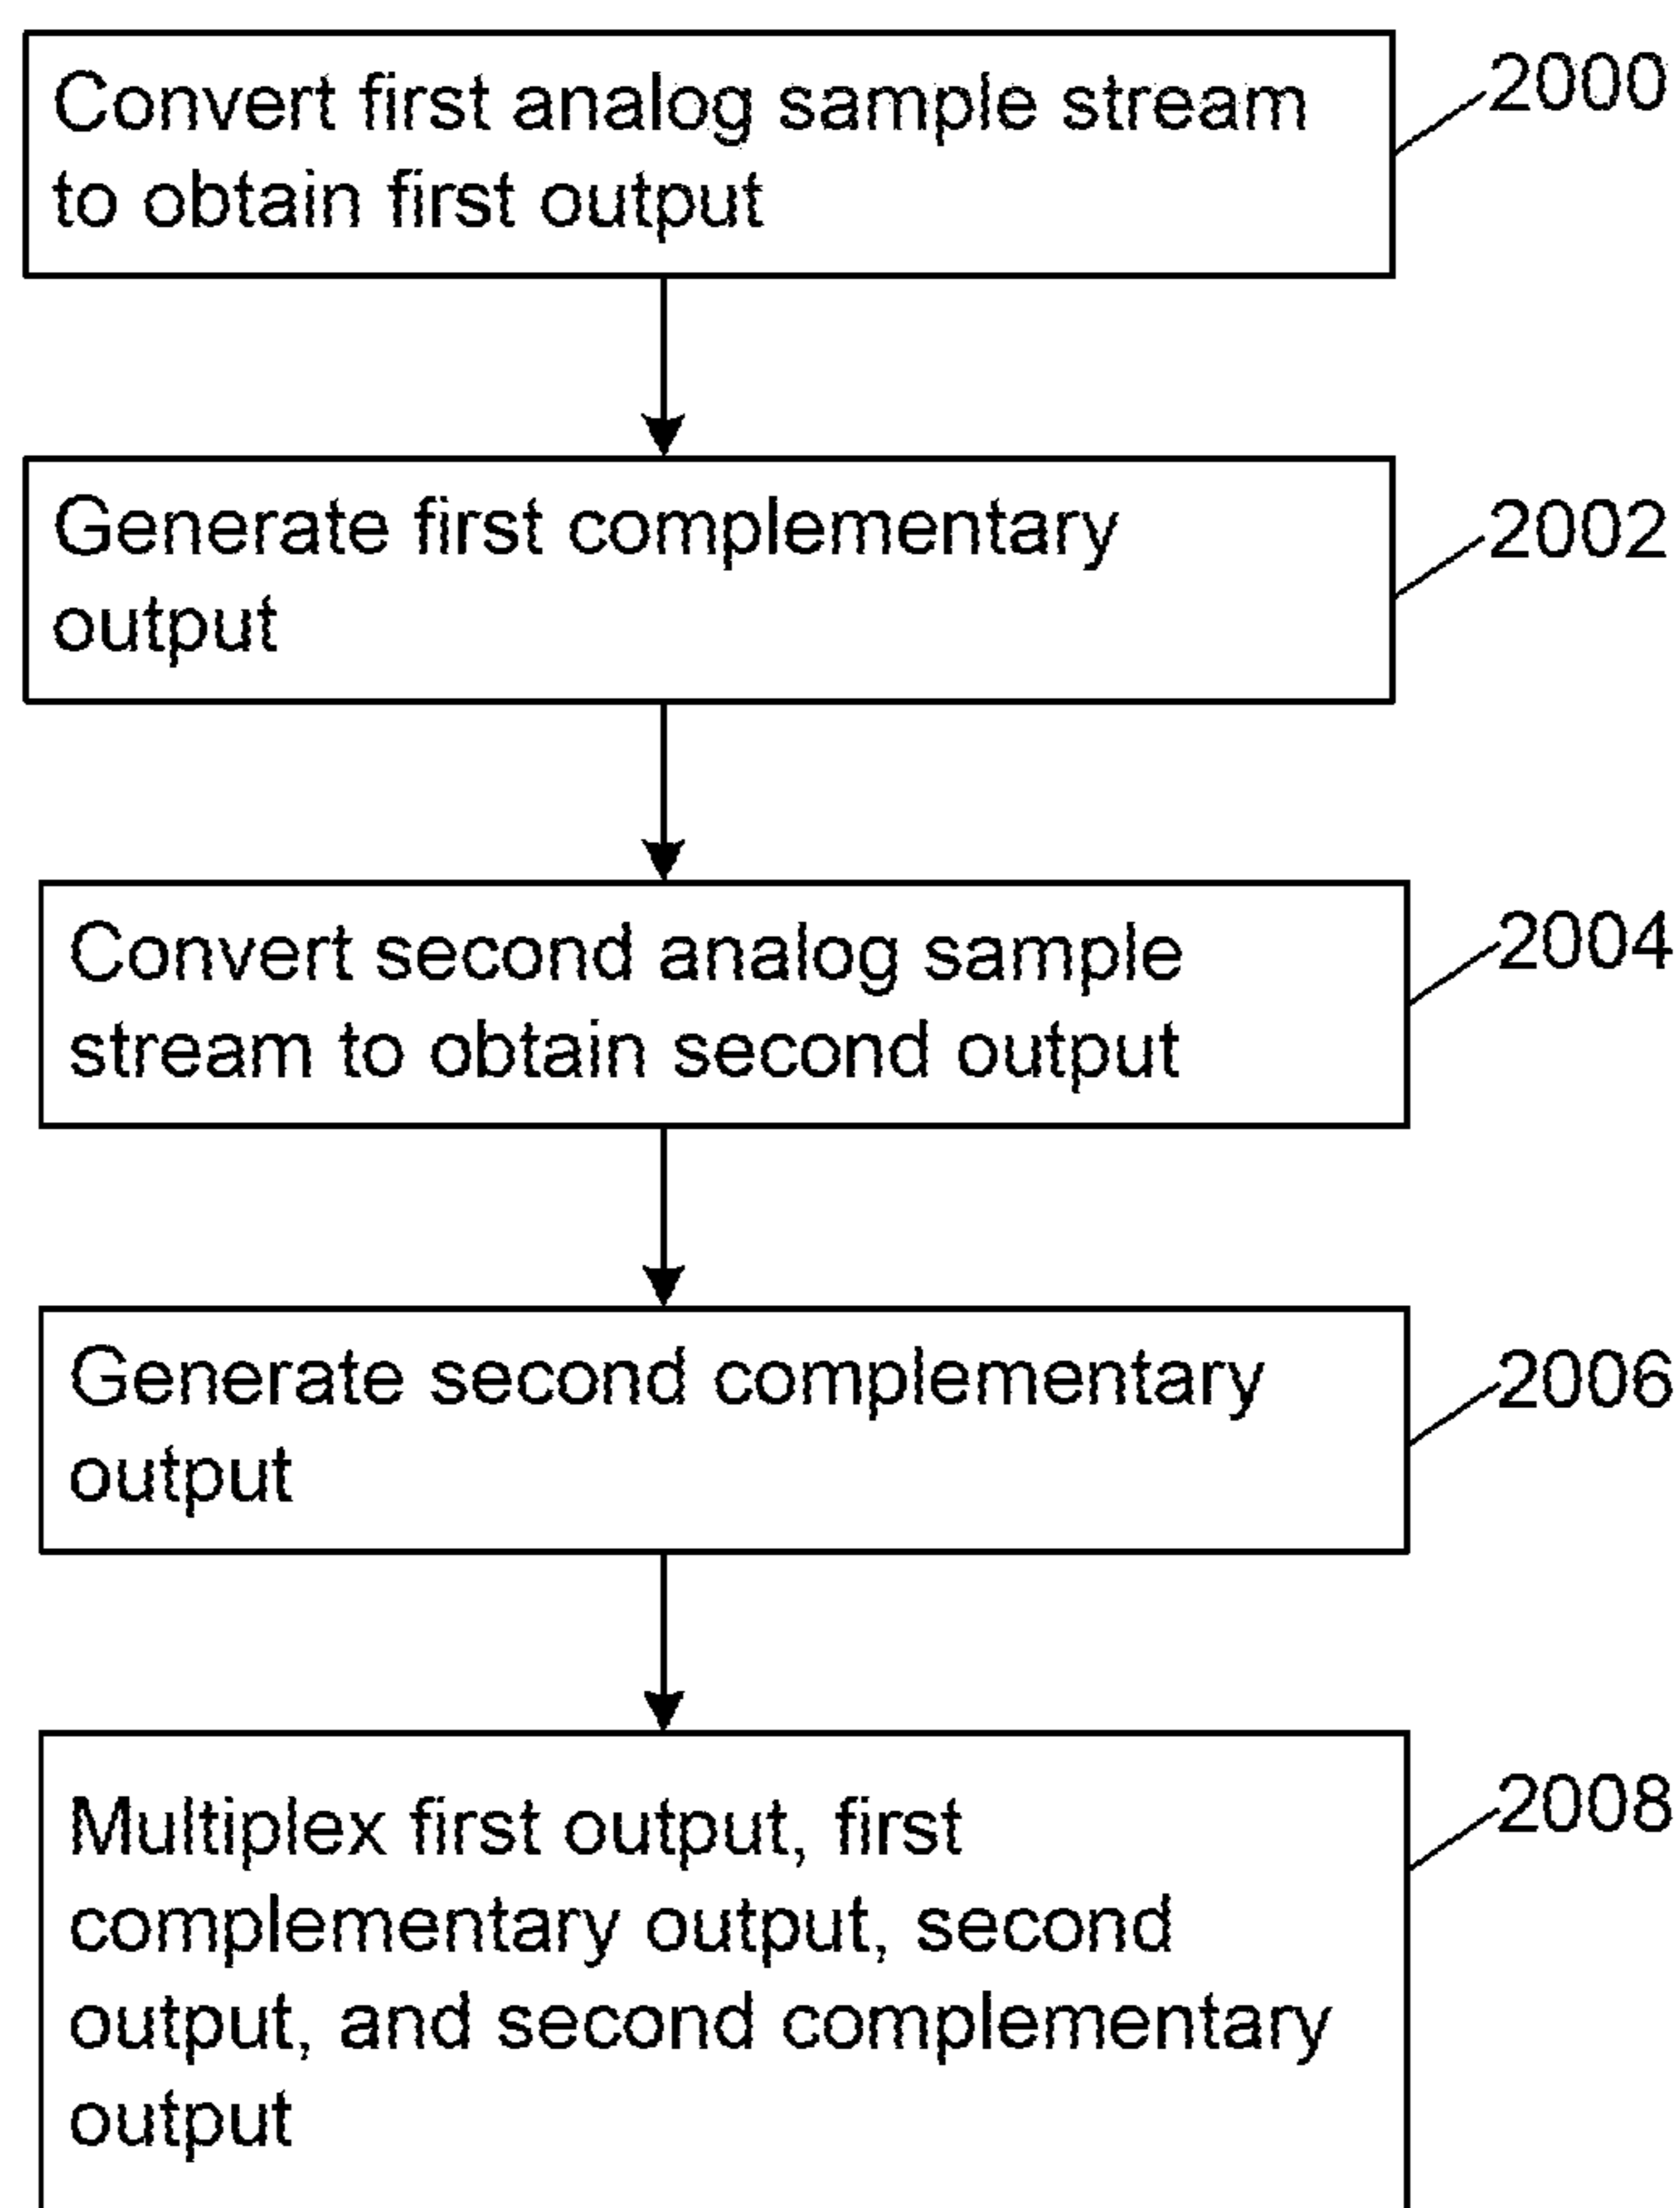 Convert first analog sample stream
to obtain first output
2000
Generate first complementary
output
2002
Convert second analog sample
stream to obtain second output
2004
Generate second complementary
output
2006
Multiplex first output, first
complementary output, second
output, and second complementary
output
2008